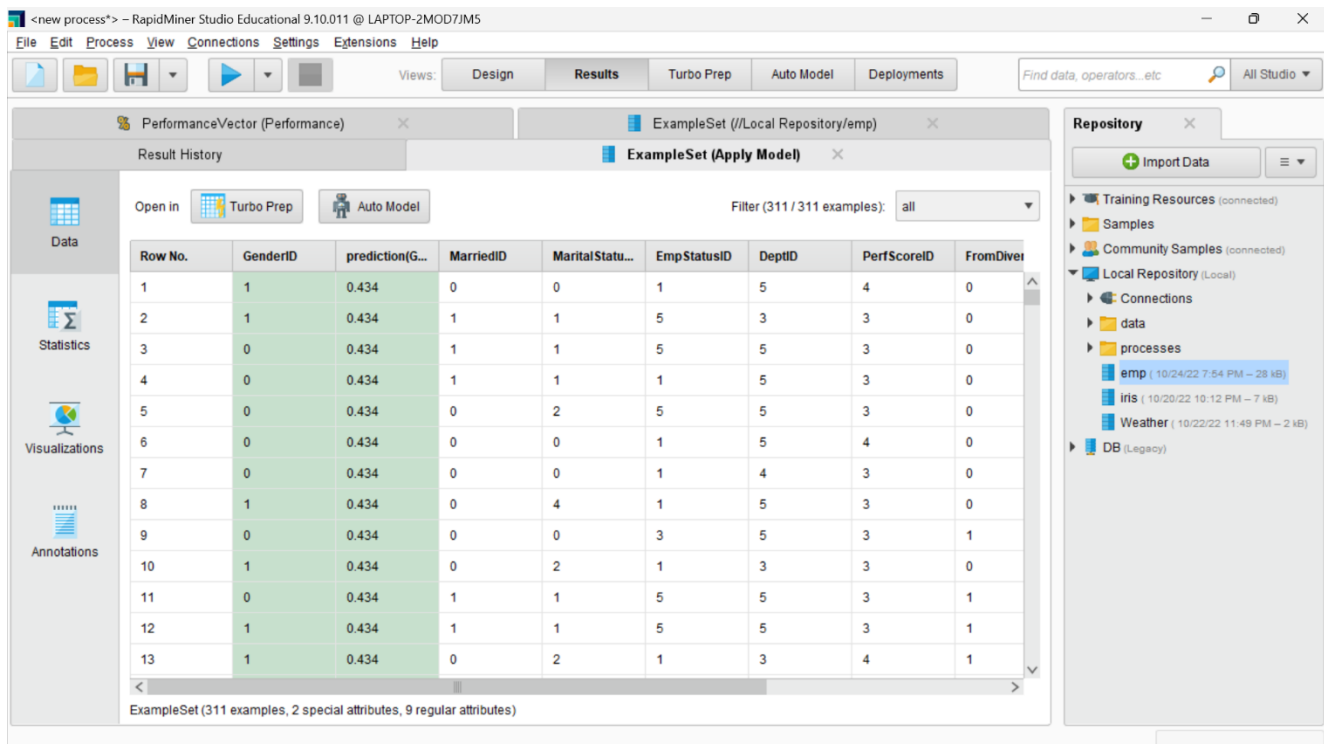 <new process*> – RapidMiner Studio Educational 9.10.011 @ LAPTOP-2MOD7JM5
File Edit Process View Connections Settings Extensions Help
Views: Design Results Turbo Prep Auto Model Deployments Find data, operators...etc All Studio
PerformanceVector (Performance) ExampleSet (//Local Repository/emp)
Result History ExampleSet (Apply Model)
Data
Statistics
Visualizations
Annotations
Open in Turbo Prep Auto Model Filter (311 / 311 examples): all
Row No. GenderID prediction(G... MarriedID MaritalStatu... EmpStatusID DeptID PerfScoreID FromDiver
1 1 0.434 0 0 1 5 4 0
2 1 0.434 1 1 5 3 3 0
3 0 0.434 1 1 5 5 3 0
4 0 0.434 1 1 1 5 3 0
5 0 0.434 0 2 5 5 3 0
6 0 0.434 0 0 1 5 4 0
7 0 0.434 0 0 1 4 3 0
8 1 0.434 0 4 1 5 3 0
9 0 0.434 0 0 3 5 3 1
10 1 0.434 0 2 1 3 3 0
11 0 0.434 1 1 5 5 3 1
12 1 0.434 1 1 5 5 3 1
13 1 0.434 0 2 1 3 4 1
ExampleSet (311 examples, 2 special attributes, 9 regular attributes)
Repository
Import Data
Training Resources (connected)
Samples
Community Samples (connected)
Local Repository (Local)
Connections
data
processes
emp ( 10/24/22 7:54 PM – 28 kB)
iris ( 10/20/22 10:12 PM – 7 kB)
Weather ( 10/22/22 11:49 PM – 2 kB)
DB (Legacy)